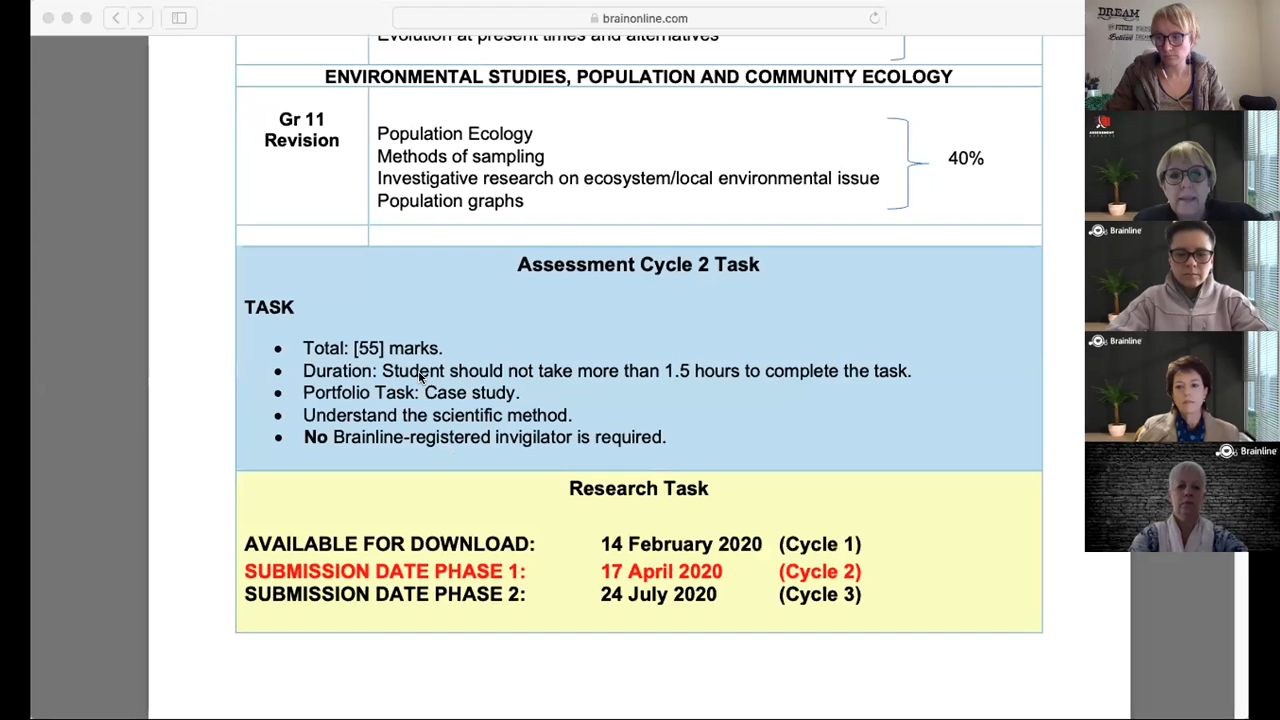 brainonline.com
Evolution at present times and alternatives
ENVIRONMENTAL STUDIES, POPULATION AND COMMUNITY ECOLOGY
Gr 11
Revision
Population Ecology
Methods of sampling
Investigative research on ecosystem/local environmental issue
Population graphs
40%
Assessment Cycle 2 Task
TASK
• Total: [55] marks.
• Duration: Student should not take more than 1.5 hours to complete the task.
• Portfolio Task: Case study.
• Understand the scientific method.
• No Brainline-registered invigilator is required.
Research Task
AVAILABLE FOR DOWNLOAD: 14 February 2020 (Cycle 1)
SUBMISSION DATE PHASE 1: 17 April 2020 (Cycle 2)
SUBMISSION DATE PHASE 2: 24 July 2020 (Cycle 3)
DREAM
Believe
Brainline
Brainline
Brainline